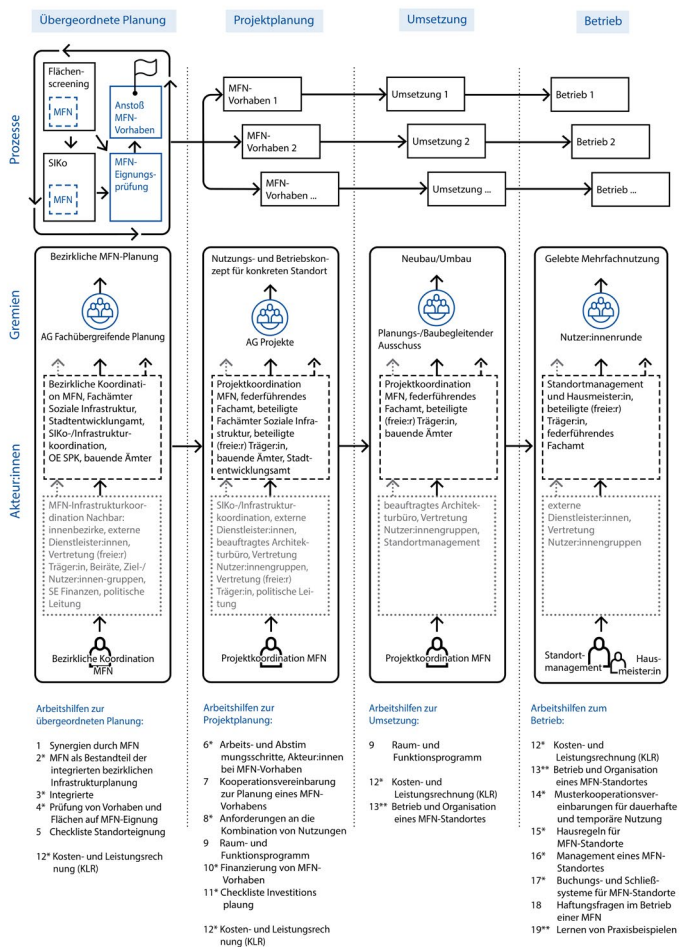 Übergeordnete Planung
Projektplanung
Umsetzung
Betrieb
Prozesse
Flächen-
screening
MFN
Anstoß
MFN-
Vorhaben
SIKo
MFN
MFN-
Eignungs-
prüfung
MFN-
Vorhaben 1
Umsetzung 1
Betrieb 1
MFN-
Vorhaben 2
Umsetzung 2
Betrieb 2
MFN-
Vorhaben ...
Umsetzung ...
Betrieb ...
Gremien
Bezirkliche MFN-Planung
AG Fachübergreifende Planung
Nutzungs- und Betriebskon-
zept für konkreten Standort
AG Projekte
Neubau/Umbau
Planungs-/Baubegleitender
Ausschuss
Gelebte Mehrfachnutzung
Nutzer:innenrunde
Akteur:innen
Bezirkliche Koordinati-
on MFN, Fachämter
Soziale Infrastruktur,
Stadtentwicklungamt,
SIKo-/Infrastruktur-
koordination,
OE SPK, bauende Ämter
Projektkoordination
MFN, federführendes
Fachamt, beteiligte
Fachämter Soziale Infra-
struktur, beteiligte
(freie:r) Träger:in,
bauende Ämter, Stadt-
entwicklungsamt
Projektkoordination
MFN, federführendes
Fachamt, beteiligte
(freie:r) Träger:in,
bauende Ämter
Standortmanagement
und Hausmeister:in,
beteiligte (freie:r)
Träger:in,
federführendes
Fachamt
MFN-Infrastrukturkoor-
dination Nachbar:
innenbezirke, externe
Dienstleister:innen,
Vertretung (freie:r)
Träger:in, Beiräte, Ziel-/
Nutzer:innen-gruppen,
SE Finanzen, politische
Leitung
SIKo-/Infrastruktur-
koordination, externe
Dienstleister:innen,
beauftragtes Architek-
turbüro, Vertretung
Nutzer:innengruppen,
Vertretung (freie:r)
Träger:in, politische Lei-
tung
beauftragtes Architek-
turbüro, Vertretung
Nutzer:innengruppen,
Standortmanagement
externe
Dienstleister:innen,
Vertretung
Nutzer:innengruppen
Bezirkliche Koordination
MFN
Projektkoordination MFN
Projektkoordination MFN
Standort-
management
Haus-
meister:in
Arbeitshilfen zur
übergeordneten Planung:
1 Synergien durch MFN
2* MFN als Bestandteil der
integrierten bezirklichen
Infrastrukturplanung
3* Integrierte
4* Prüfung von Vorhaben und
Flächen auf MFN-Eignung
5 Checkliste Standorteignung
12* Kosten- und Leistungsrech
nung (KLR)
Arbeitshilfen zur
Projektplanung:
6* Arbeits- und Abstim
mungsschritte, Akteur:innen
bei MFN-Vorhaben
7 Kooperationsvereinbarung
zur Planung eines MFN-
Vorhabens
8* Anforderungen an die
Kombination von Nutzungen
9 Raum- und
Funktionsprogramm
10* Finanzierung von MFN-
Vorhaben
11* Checkliste Investitions
plaung
12* Kosten- und Leistungsrech
nung (KLR)
Arbeitshilfen zur
Umsetzung:
9 Raum- und
Funktionsprogramm
12* Kosten- und
Leistungsrechnung (KLR)
13** Betrieb und Organisation
eines MFN-Standortes
Arbeitshilfen zum
Betrieb:
12* Kosten- und
Leistungsrechnung (KLR)
13** Betrieb und Organisation
eines MFN-Standortes
14* Musterkooperationsver-
einbarungen für dauerhafte
und temporäre Nutzung
15* Hausregeln für
MFN-Standorte
16* Management eines MFN-
Standortes
17* Buchungs- und Schließ-
systeme für MFN-Standorte
18 Haftungsfragen im Betrieb
einer MFN
19** Lernen von Praxisbeispielen